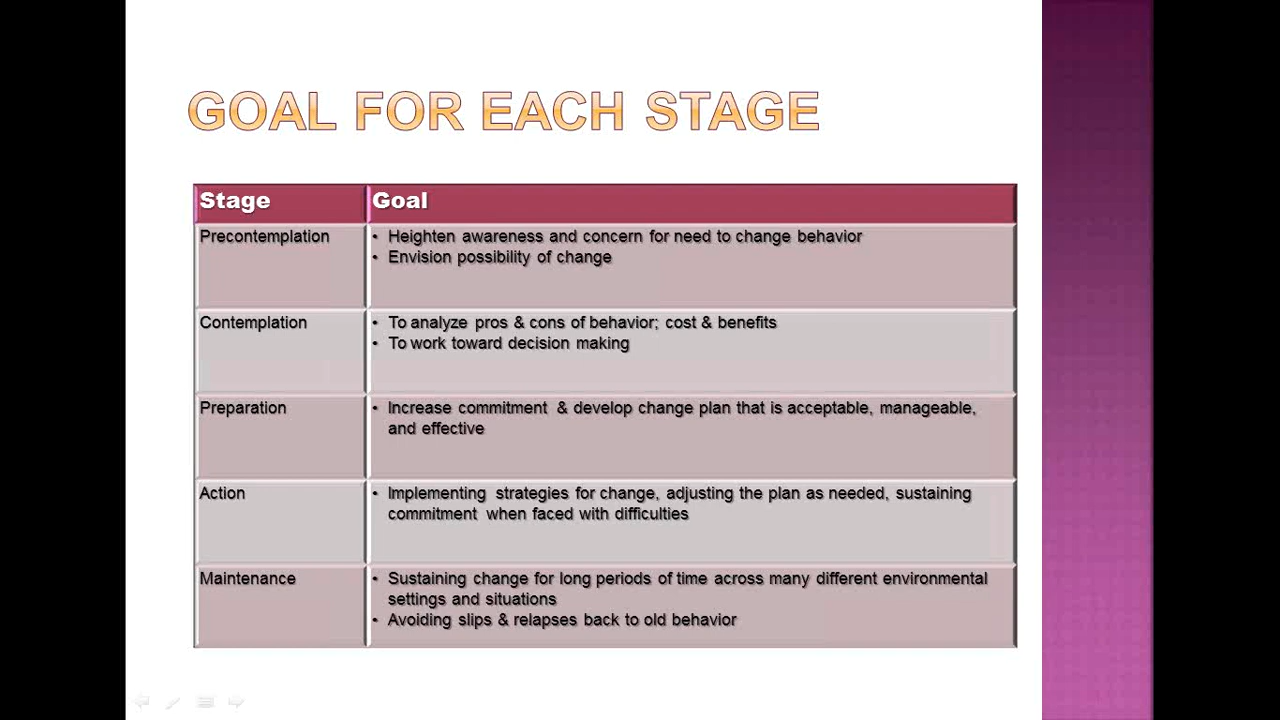 GOAL FOR EACH STAGE
Stage
Goal
Precontemplation
• Heighten awareness and concern for need to change behavior
• Envision possibility of change
Contemplation
• To analyze pros & cons of behavior; cost & benefits
• To work toward decision making
Preparation
• Increase commitment & develop change plan that is acceptable, manageable,
and effective
Action
• Implementing strategies for change, adjusting the plan as needed, sustaining
commitment when faced with difficulties
Maintenance
• Sustaining change for long periods of time across many different environmental
settings and situations
• Avoiding slips & relapses back to old behavior